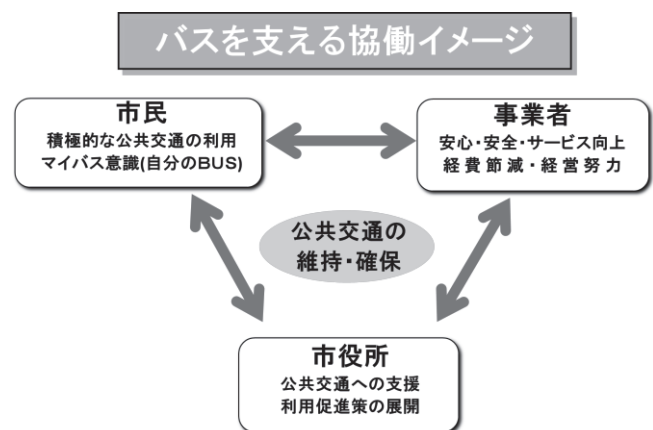 バスを支える協働イメージ
市民
積極的な公共交通の利用
マイバス意識(自分のBUS)
事業者
安心・安全・サービス向上
経費節減・経営努力
公共交通の
維持・確保
市役所
公共交通への支援
利用促進策の展開